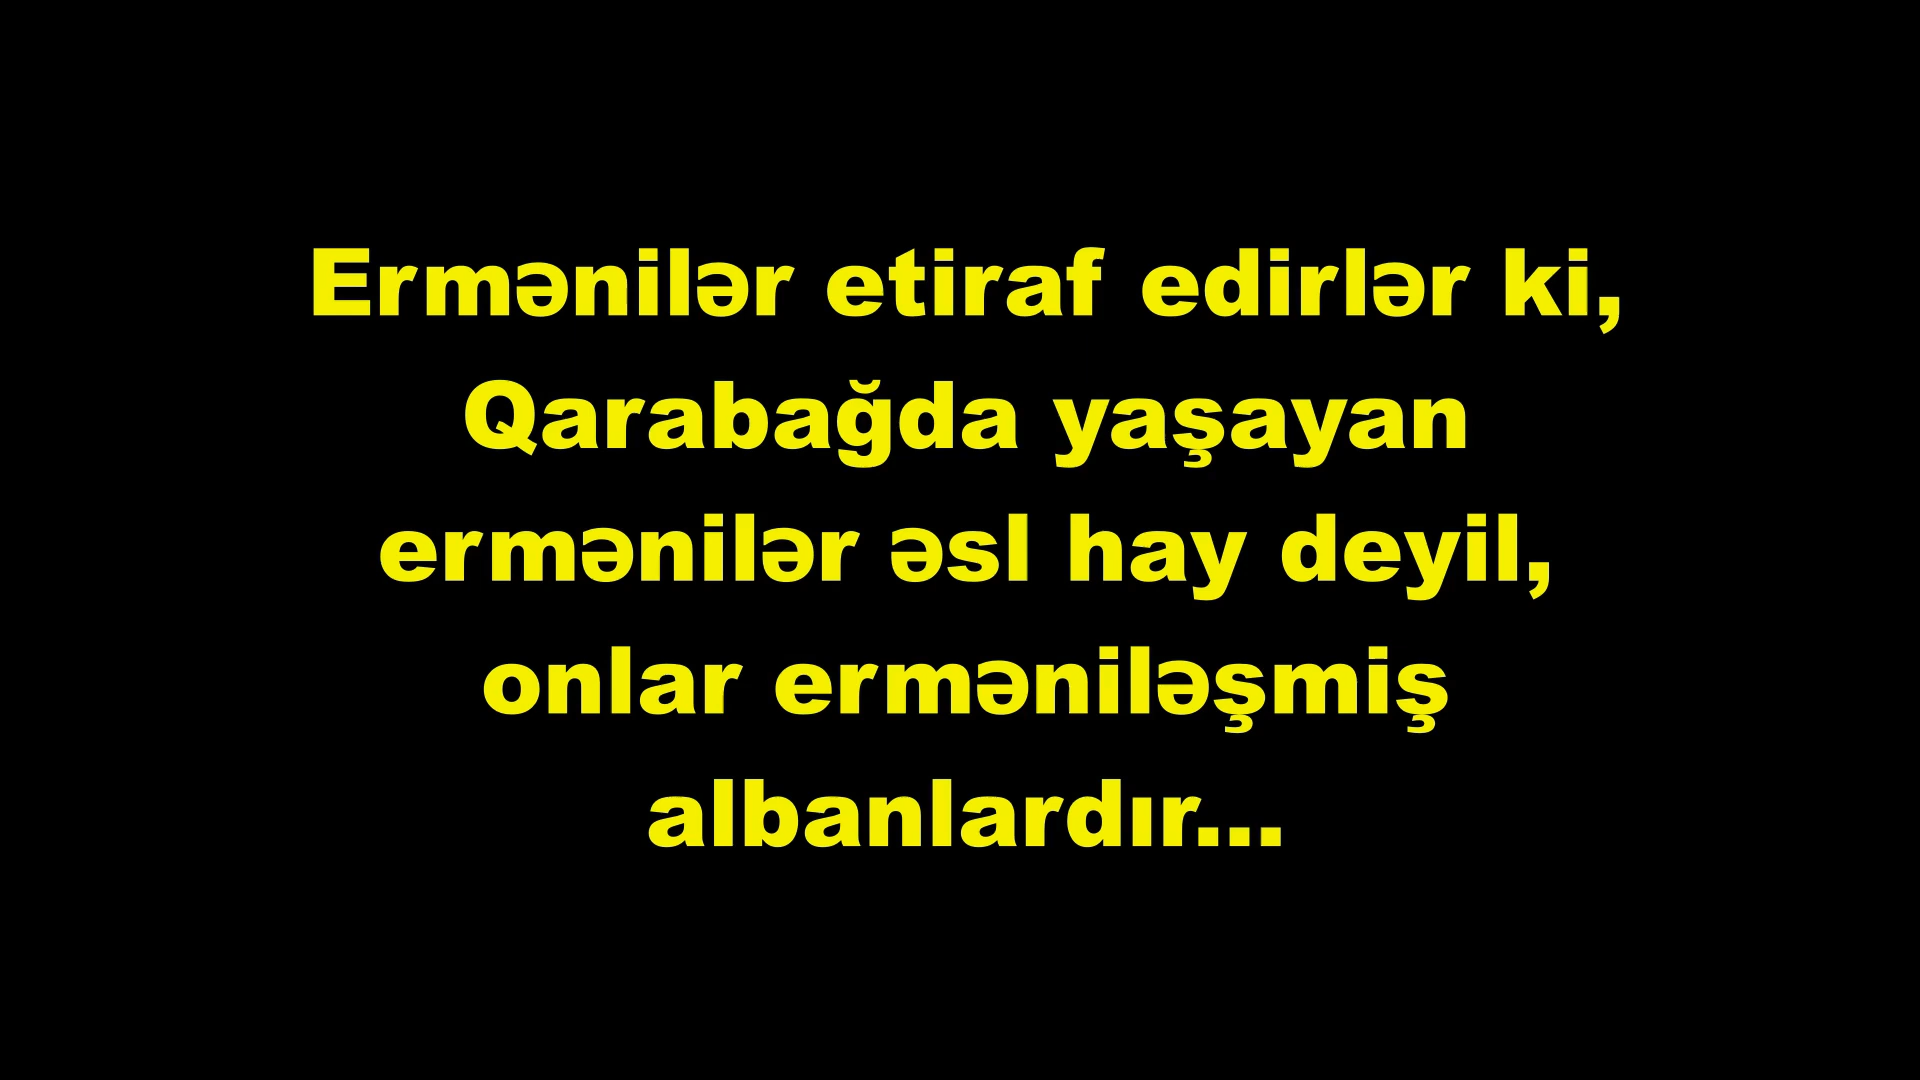 Ermənilər etiraf edirlər ki,
Qarabağda yaşayan
ermənilər əsl hay deyil,
onlar erməniləşmiş
albanlardır...